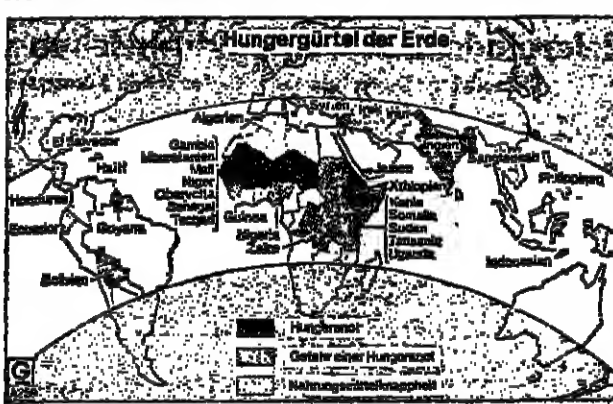 Hungergürtel der Erde
Algerien
Syrien
Irak
Iran
El Salvador
Haiti
Honduras
Ecuador
Guyana
Bolivien
Gambia
Mauretanien
Mali
Niger
Obervolta
Senegal
Tschad
Guinea
Nigeria
Zaire
Jemen
Äthiopien
Kenia
Somalia
Sudan
Tansania
Uganda
Indien
Bangladesh
Philippinen
Indonesien
Hungersnot
Gefahr einer Hungersnot
Nahrungsmittelknappheit
G